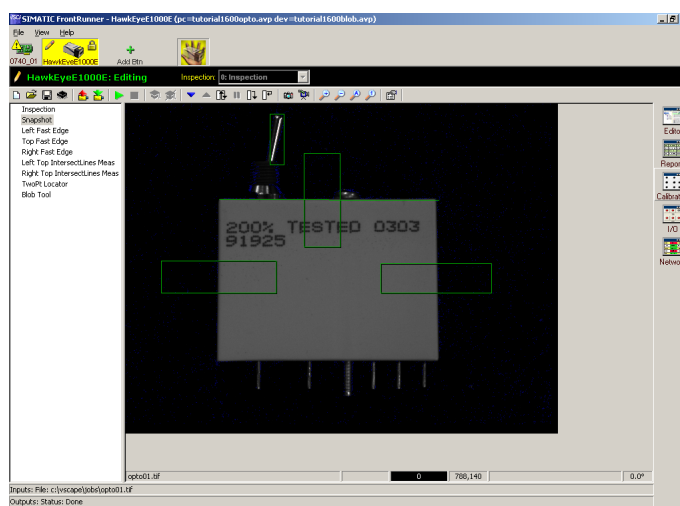 SIMATIC FrontRunner - HawkEyeE1000E (pc=tutorial1600opto.avp dev=tutorial1600blob.avp)
File View Help
0740_01 HawkEyeE1000E Add Btn
HawkEyeE1000E: Editing Inspection: 0: Inspection
Inspection
Snapshot
Left Fast Edge
Top Fast Edge
Right Fast Edge
Left Top IntersectLines Meas
Right Top IntersectLines Meas
TwoPt Locator
Blob Tool
200% TESTED 0303
91925
Edito
Repor
Calibrat
I/O
Netwo
opto01.tif 0 788,140 0.0°
Inputs: File: c:\vscape\jobs\opto01.tif
Outputs: Status: Done